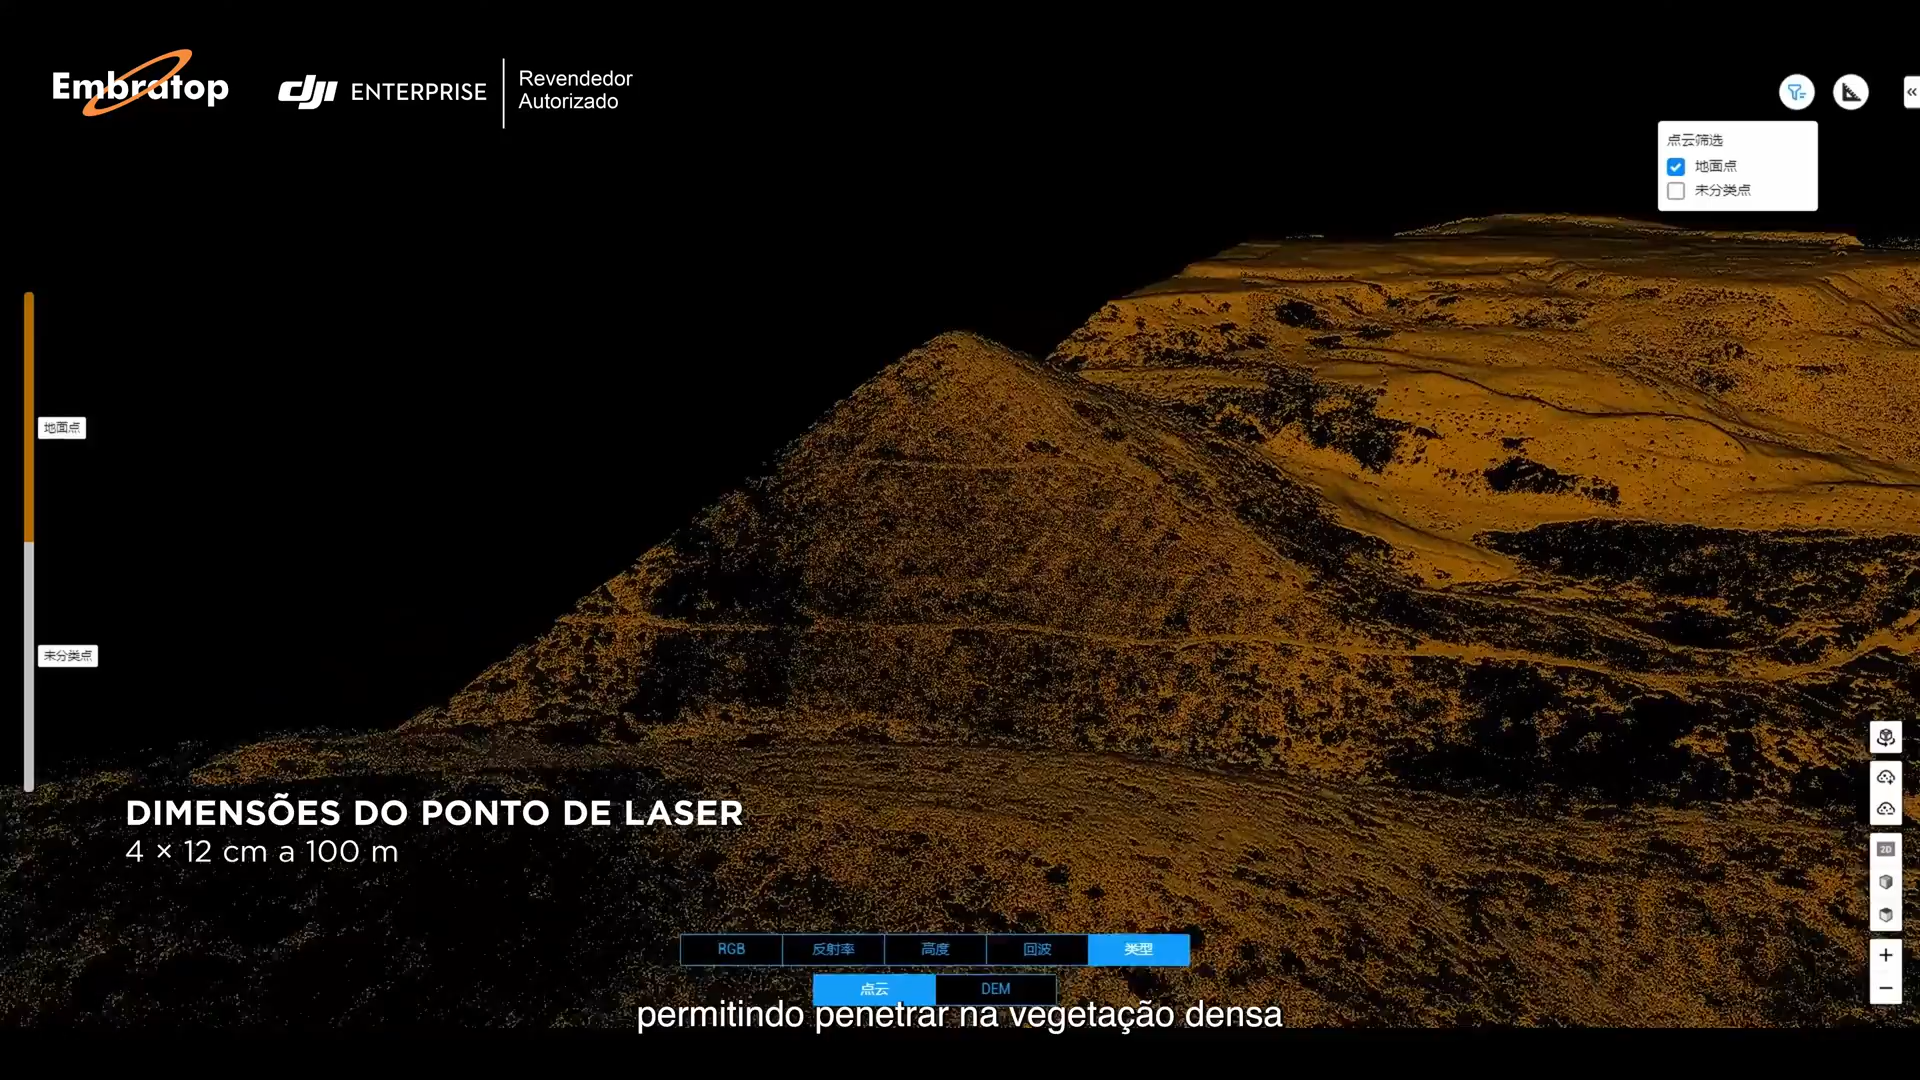 Embratop
dji ENTERPRISE
Revendedor
Autorizado
点云筛选
地面点
未分类点
地面点
未分类点
DIMENSÕES DO PONTO DE LASER
4 × 12 cm a 100 m
2D
RGB 反射率 高度 回波 类型
点云 DEM
permitindo penetrar na vegetação densa